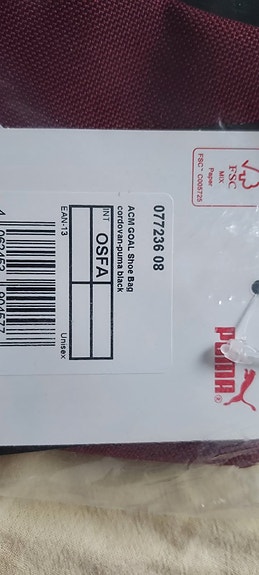 FSC
MIX
Paper
FSC™ C005725
077236 08
ACM GOAL Shoe Bag
cordovan-puma black
INT
OSFA
EAN-13
Unisex
PUMA®